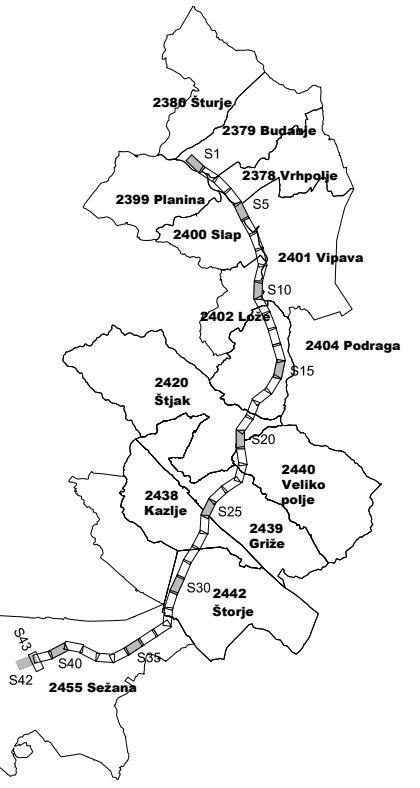 2380 Šturje
2379 Budanje
S1
2378 Vrhpolje
2399 Planina
S5
2400 Slap
2401 Vipava
S10
2402 Lože
2404 Podraga
S15
2420
Štjak
S20
2440
Veliko
polje
2438
Kazlje
S25
2439
Griže
S30
2442
Štorje
S43
S35
S40
S42
2455 Sežana